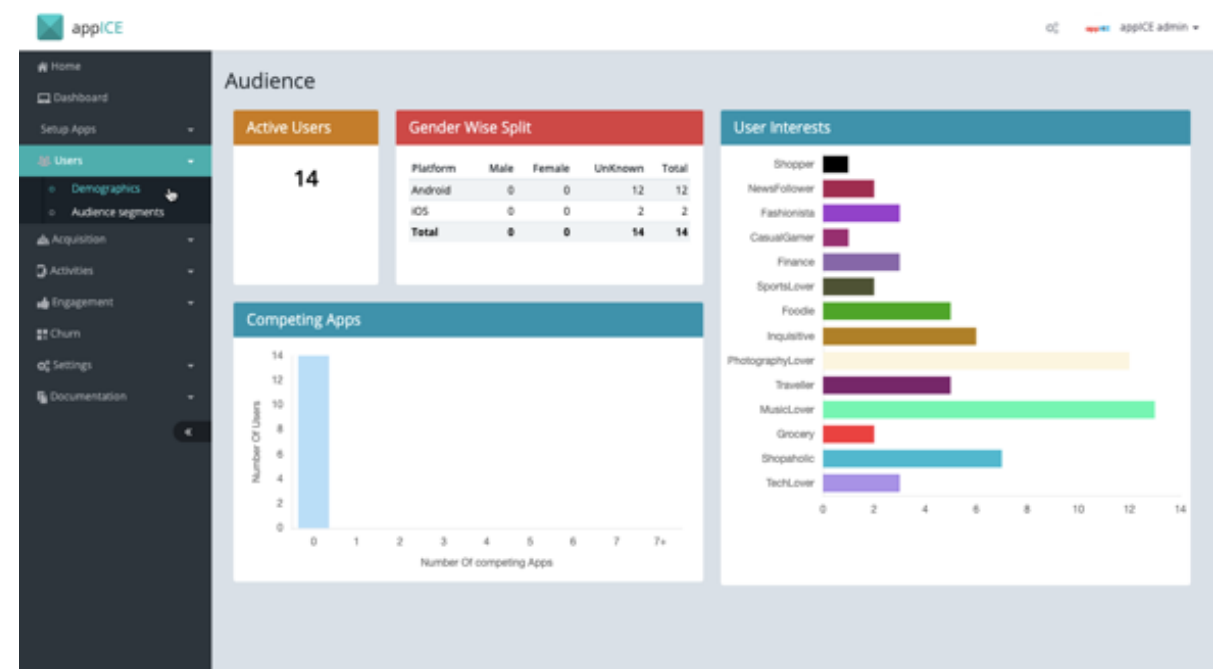 appICE
appICE admin
Home
Dashboard
Setup Apps
Users
Demographics
Audience segments
Acquisition
Activities
Engagement
Churn
Settings
Documentation
Audience
Active Users
14
Gender Wise Split
Platform Male Female UnKnown Total
Android 0 0 12 12
iOS 0 0 2 2
Total 0 0 14 14
Competing Apps
14
12
10
8
6
4
2
0
Number Of Users
0 1 2 3 4 5 6 7 7+
Number Of competing Apps
User Interests
Shopper
NewsFollower
Fashionista
CasualGamer
Finance
SportsLover
Foodie
Inquisitive
PhotographyLover
Traveller
MusicLover
Grocery
Shopaholic
TechLover
0 2 4 6 8 10 12 14